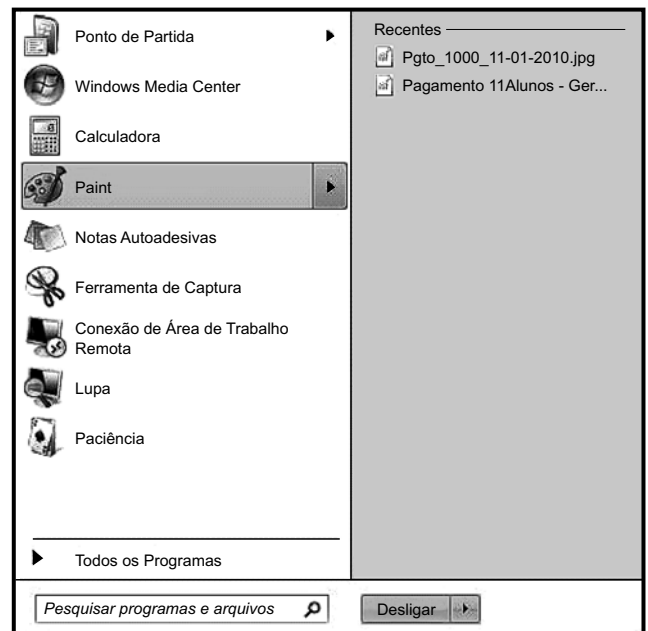 Ponto de Partida
Windows Media Center
Calculadora
Paint
Notas Autoadesivas
Ferramenta de Captura
Conexão de Área de Trabalho
Remota
Lupa
Paciência
Todos os Programas
Pesquisar programas e arquivos
Recentes
Pgto_1000_11-01-2010.jpg
Pagamento 11Alunos - Ger...
Desligar